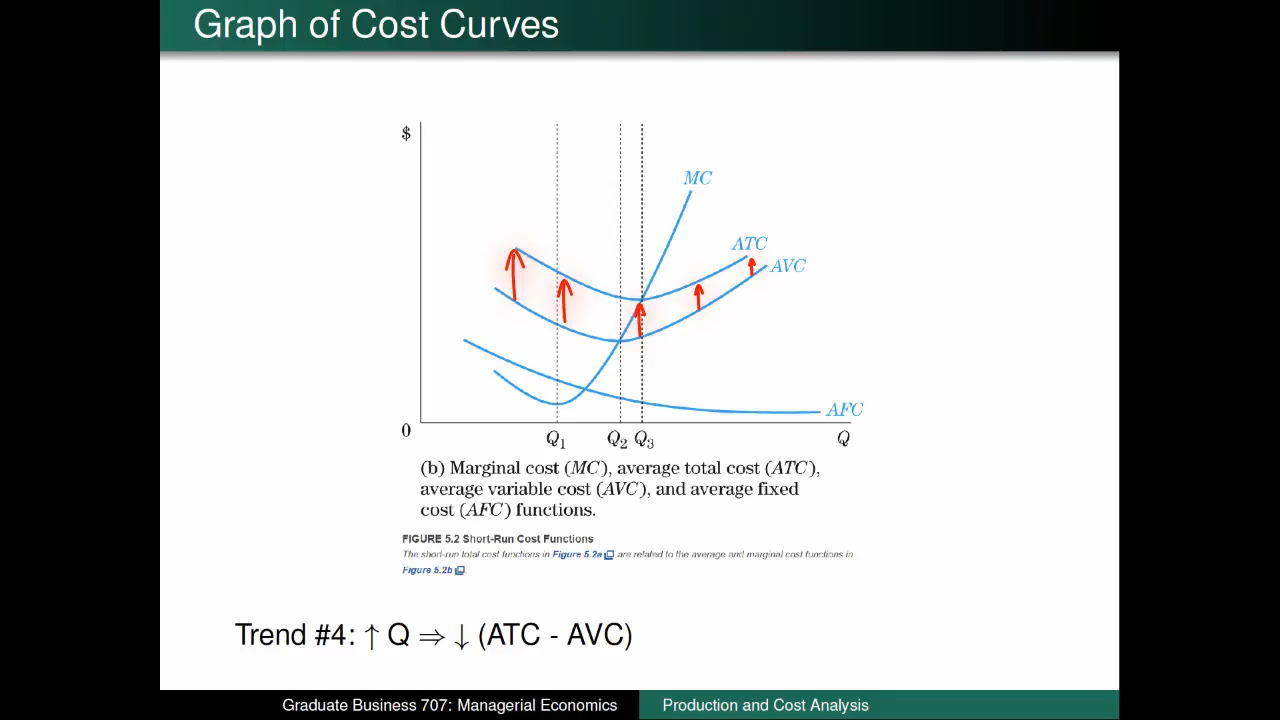 Graph of Cost Curves
$
MC
ATC
AVC
AFC
0
Q₁ Q₂ Q₃ Q
(b) Marginal cost (MC), average total cost (ATC),
average variable cost (AVC), and average fixed
cost (AFC) functions.
FIGURE 5.2 Short-Run Cost Functions
The short-run total cost functions in Figure 5.2a are related to the average and marginal cost functions in
Figure 5.2b.
Trend #4: ↑ Q ⇒ ↓ (ATC - AVC)
Graduate Business 707: Managerial Economics Production and Cost Analysis